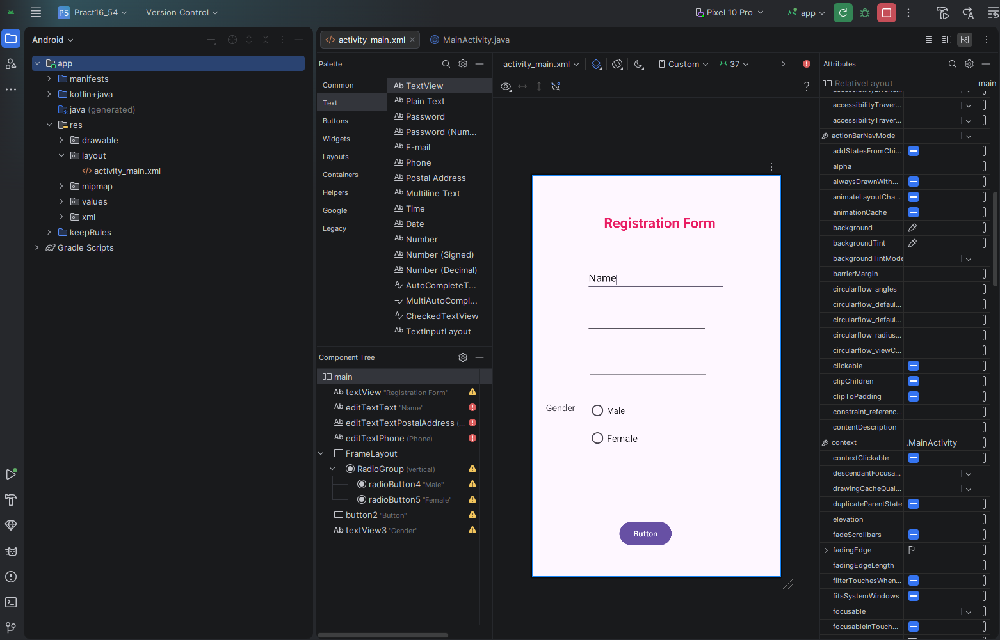 P5 Pract16_54 Version Control Pixel 10 Pro app
Android
app
manifests
kotlin+java
java (generated)
res
drawable
layout
activity_main.xml
mipmap
values
xml
keepRules
Gradle Scripts
activity_main.xml MainActivity.java
Palette
Common
Text
Buttons
Widgets
Layouts
Containers
Helpers
Google
Legacy
Ab TextView
Ab Plain Text
Ab Password
Ab Password (Num...
Ab E-mail
Ab Phone
Ab Postal Address
Ab Multiline Text
Ab Time
Ab Date
Ab Number
Ab Number (Signed)
Ab Number (Decimal)
AutoCompleteT...
MultiAutoCompl...
CheckedTextView
Ab TextInputLayout
Component Tree
main
Ab textView "Registration Form"
Ab editTextText "Name"
Ab editTextTextPostalAddress (...
Ab editTextPhone (Phone)
FrameLayout
RadioGroup (vertical)
radioButton4 "Male"
radioButton5 "Female"
button2 "Button"
Ab textView3 "Gender"
activity_main.xml Custom 37
?
Registration Form
Name
Gender
Male
Female
Button
Attributes
RelativeLayout main
accessibilityTraver...
accessibilityTraver...
actionBarNavMode
addStatesFromChi...
alpha
alwaysDrawnWith...
animateLayoutCha...
animationCache
background
backgroundTint
backgroundTintMode
barrierMargin
circularflow_angles
circularflow_defaul...
circularflow_defaul...
circularflow_radius...
circularflow_viewC...
clickable
clipChildren
clipToPadding
constraint_referenc...
contentDescription
context .MainActivity
contextClickable
descendantFocusa...
drawingCacheQual...
duplicateParentState
elevation
fadeScrollbars
fadingEdge
fadingEdgeLength
filterTouchesWhen...
fitsSystemWindows
focusable
focusableInTouch...